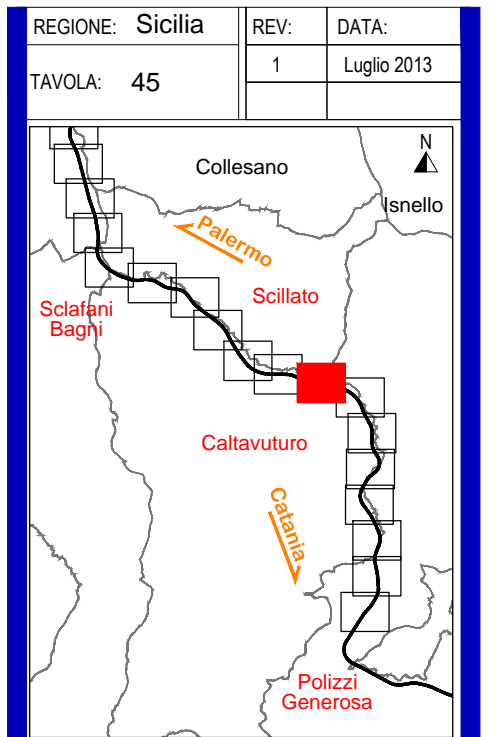 REGIONE: Sicilia
REV:
DATA:
TAVOLA: 45
1
Luglio 2013
N
Collesano
Isnello
Palermo
Scillato
Sclafani
Bagni
Caltavuturo
Catania
Polizzi
Generosa